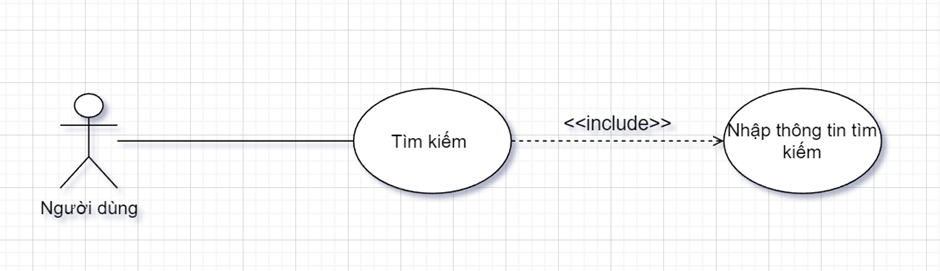 Người dùng
Tìm kiếm
<<include>>
Nhập thông tin tìm
kiếm